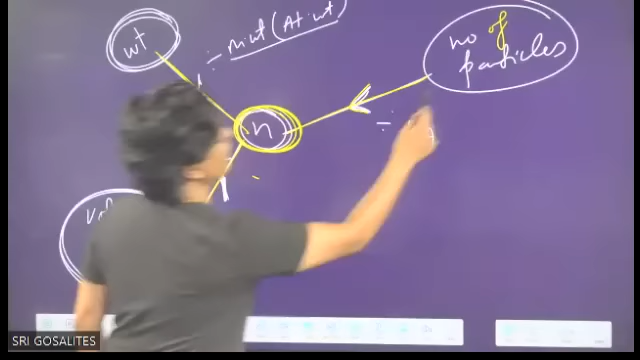 wt
÷ m.wt (At.wt)
no of
particles
n
÷
SRI GOSALITES